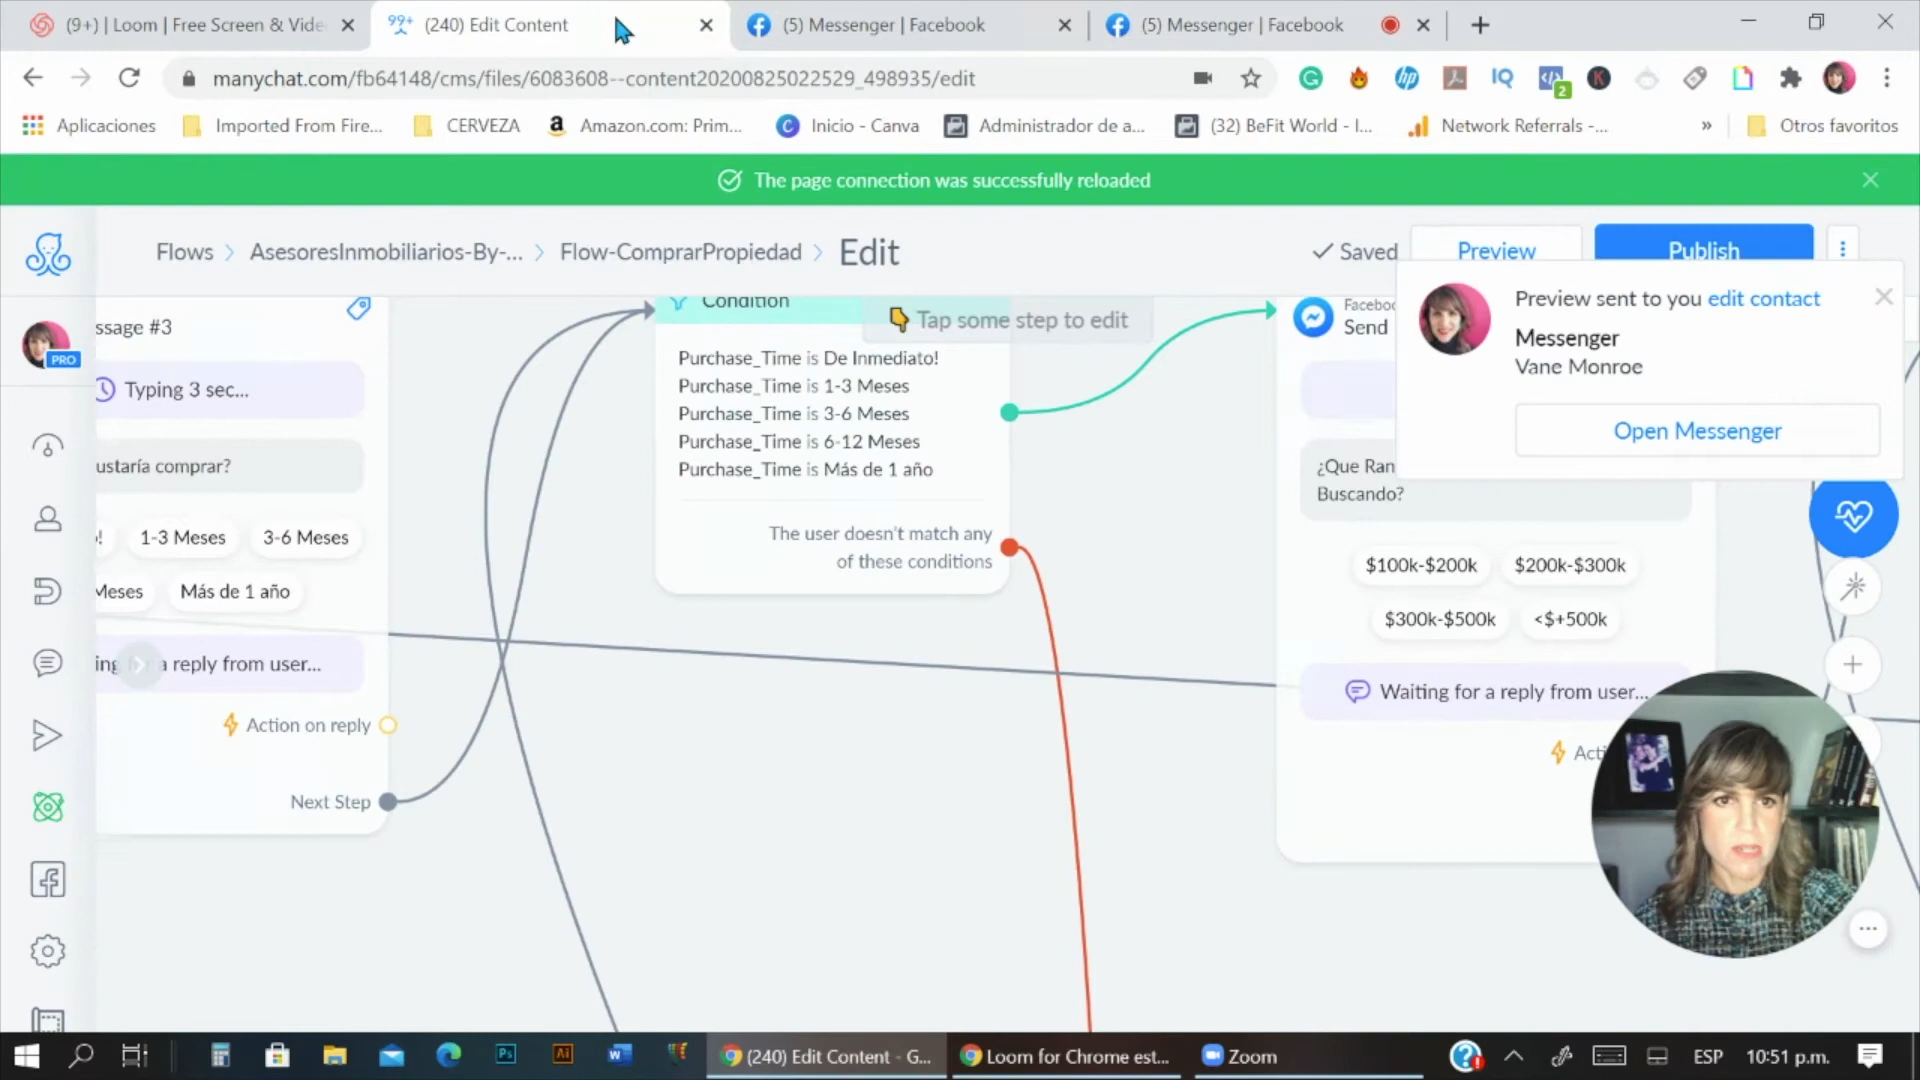 (9+) | Loom | Free Screen & Vide
99+
(240) Edit Content
(5) Messenger | Facebook
(5) Messenger | Facebook
manychat.com/fb64148/cms/files/6083608--content20200825022529_498935/edit
IQ
2
K
Aplicaciones
Imported From Fire...
CERVEZA
Amazon.com: Prim...
Inicio - Canva
Administrador de a...
(32) BeFit World - I...
Network Referrals -...
»
Otros favoritos
The page connection was successfully reloaded
Flows
AsesoresInmobiliarios-By-...
Flow-ComprarPropiedad
Edit
Saved
Preview
Publish
PRO
ssage #3
Typing 3 sec...
ustaría comprar?
!
1-3 Meses
3-6 Meses
Meses
Más de 1 año
a reply from user...
Action on reply
Next Step
Condition
Tap some step to edit
Purchase_Time is De Inmediato!
Purchase_Time is 1-3 Meses
Purchase_Time is 3-6 Meses
Purchase_Time is 6-12 Meses
Purchase_Time is Más de 1 año
The user doesn't match any
of these conditions
Faceboo
Send
¿Que Ran
Buscando?
$100k-$200k
$200k-$300k
$300k-$500k
<$+500k
Waiting for a reply from user...
Acti
Preview sent to you edit contact
Messenger
Vane Monroe
Open Messenger
Ps
Ai
W
(240) Edit Content - G...
Loom for Chrome est...
Zoom
ESP
10:51 p.m.